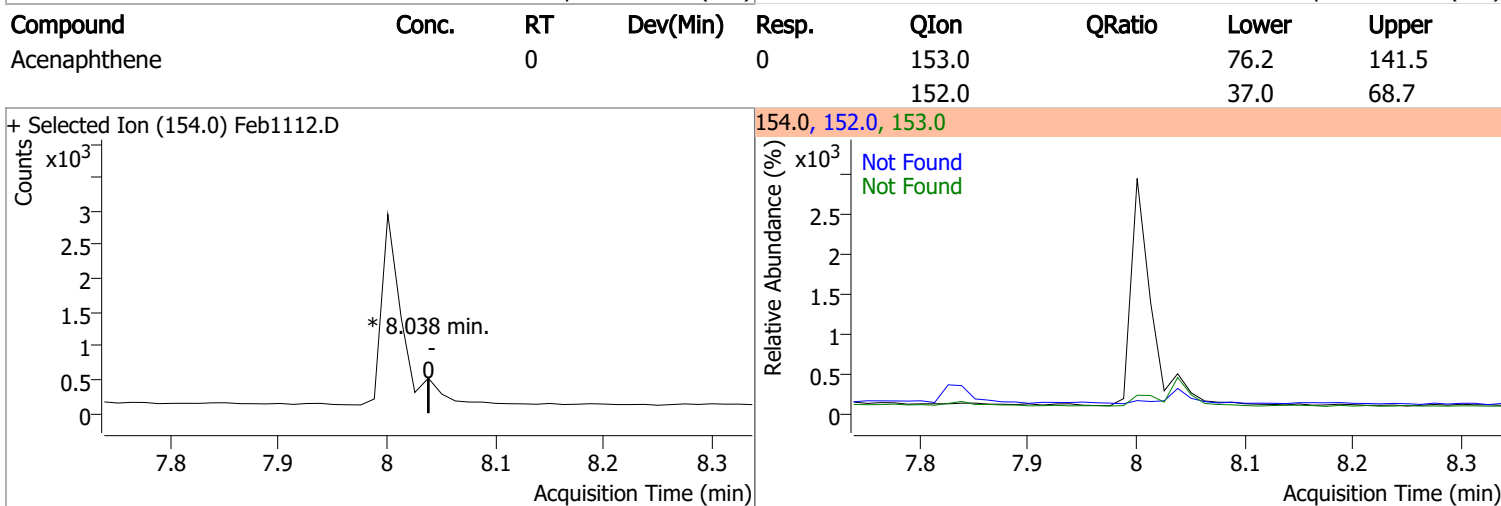 Compound Conc. RT Dev(Min) Resp. QIon QRatio Lower Upper
Acenaphthene 0 0 153.0 76.2 141.5
152.0 37.0 68.7
+ Selected Ion (154.0) Feb1112.D
Counts
x10³
3
2.5
2
1.5
1
0.5
0
* 8.038 min.
-
0
7.8 7.9 8 8.1 8.2 8.3
Acquisition Time (min)
154.0, 152.0, 153.0
Relative Abundance (%)
x10³
Not Found
Not Found
2.5
2
1.5
1
0.5
0
7.8 7.9 8 8.1 8.2 8.3
Acquisition Time (min)